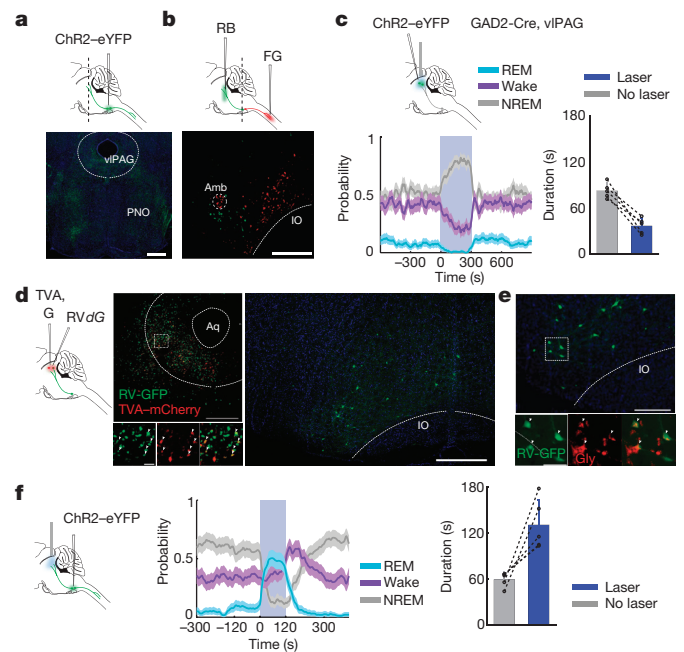 a
ChR2–eYFP
vlPAG
PNO
b
RB
FG
Amb
IO
c
ChR2–eYFP
GAD2-Cre, vlPAG
REM
Wake
NREM
Laser
No laser
Probability
1
0.5
0
−300
0
300
600
Time (s)
Duration (s)
180
120
60
0
d
TVA,
G
RVdG
Aq
RV-GFP
TVA–mCherry
IO
e
IO
RV-GFP
Gly
f
ChR2–eYFP
Probability
1
0.5
0
−300
−120
0
120
300
Time (s)
REM
Wake
NREM
Duration (s)
180
120
60
0
Laser
No laser